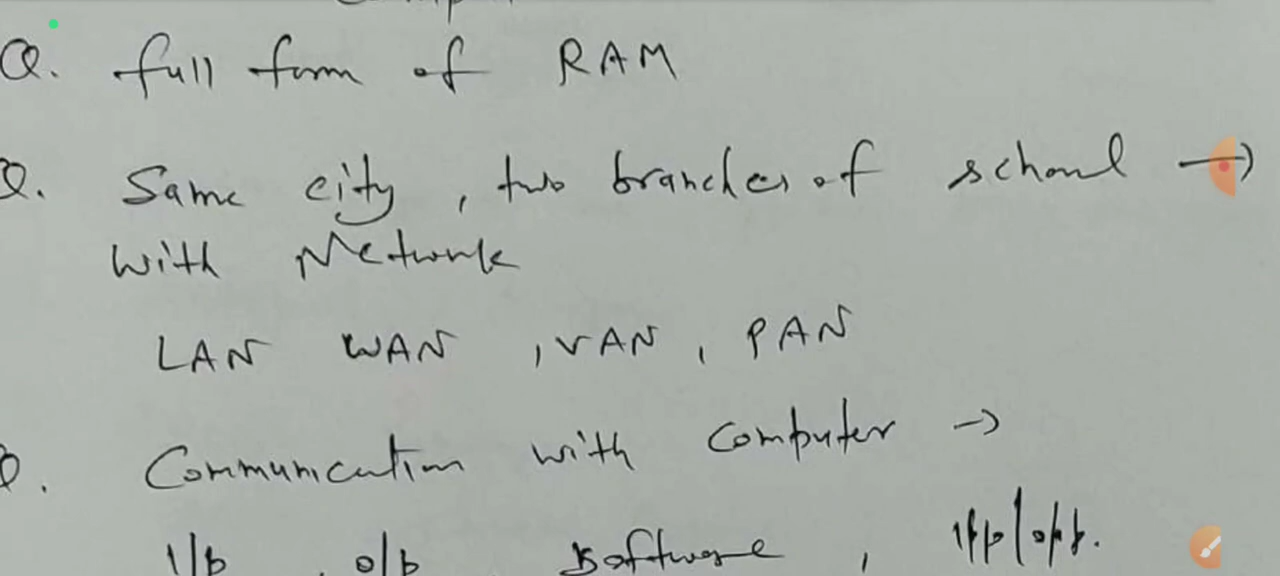 Q. full form of RAM
Q. Same city, two branches of school →
with Network
LAN WAN , VAN , PAN
Q. Communication with Computer →
I/p , o/p software , I/p/o/p.